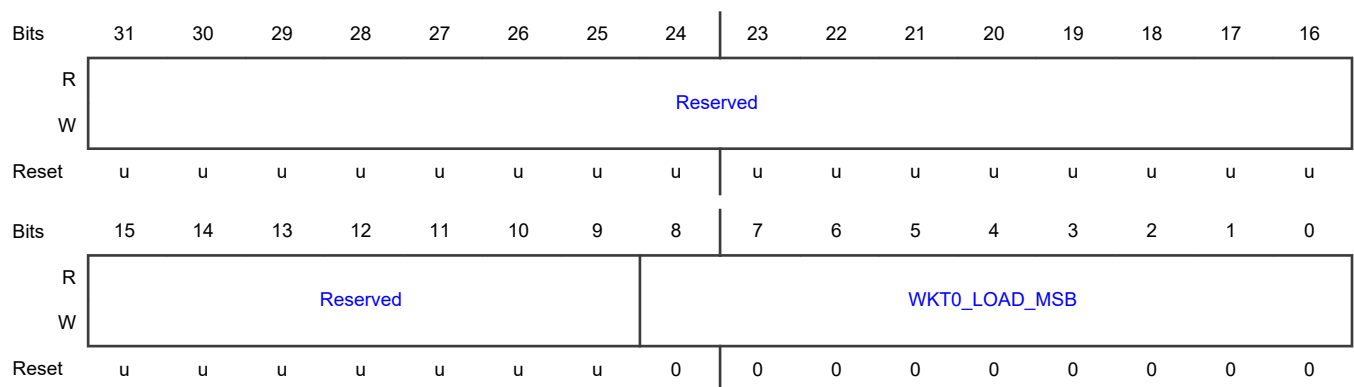 Bits 31 30 29 28 27 26 25 24 23 22 21 20 19 18 17 16
R
Reserved
W
Reset u u u u u u u u u u u u u u u u
Bits 15 14 13 12 11 10 9 8 7 6 5 4 3 2 1 0
R
Reserved WKT0_LOAD_MSB
W
Reset u u u u u u u 0 0 0 0 0 0 0 0 0